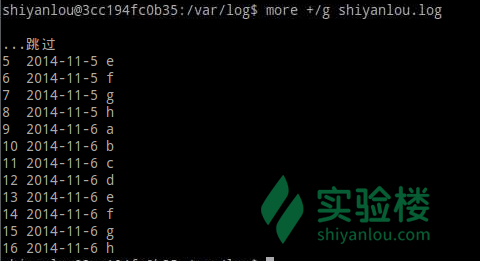 shiyanlou@3cc194fc0b35:/var/log$ more +/g shiyanlou.log
...跳过
5 2014-11-5 e
6 2014-11-5 f
7 2014-11-5 g
8 2014-11-5 h
9 2014-11-6 a
10 2014-11-6 b
11 2014-11-6 c
12 2014-11-6 d
13 2014-11-6 e
14 2014-11-6 f
15 2014-11-6 g
16 2014-11-6 h
实验楼
shiyanlou.com